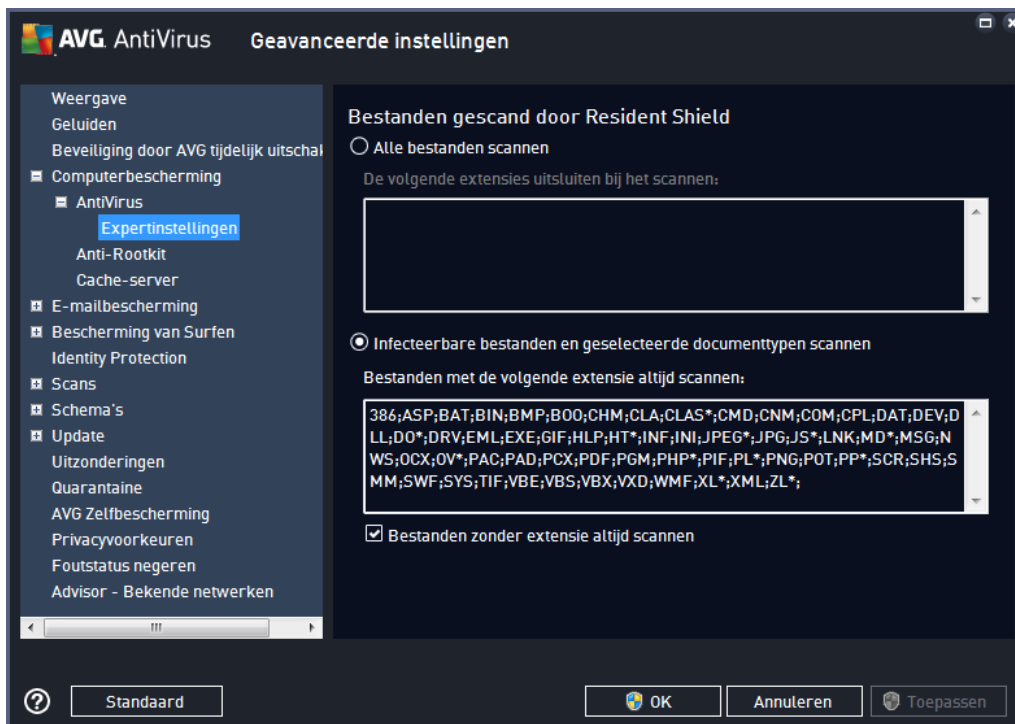 AVG. AntiVirus Geavanceerde instellingen
Weergave
Geluiden
Beveiliging door AVG tijdelijk uitschak
Computerbescherming
AntiVirus
Expertinstellingen
Anti-Rootkit
Cache-server
E-mailbescherming
Bescherming van Surfen
Identity Protection
Scans
Schema's
Update
Uitzonderingen
Quarantaine
AVG Zelfbescherming
Privacyvoorkeuren
Foutstatus negeren
Advisor - Bekende netwerken
Bestanden gescand door Resident Shield
Alle bestanden scannen
De volgende extensies uitsluiten bij het scannen:
Infecteerbare bestanden en geselecteerde documenttypen scannen
Bestanden met de volgende extensie altijd scannen:
386;ASP;BAT;BIN;BMP;BOO;CHM;CLA;CLAS*;CMD;CNM;COM;CPL;DAT;DEV;D
LL;DO*;DRV;EML;EXE;GIF;HLP;HT*;INF;INI;JPEG*;JPG;JS*;LNK;MD*;MSG;N
WS;OCX;OV*;PAC;PAD;PCX;PDF;PGM;PHP*;PIF;PL*;PNG;POT;PP*;SCR;SHS;S
MM;SWF;SYS;TIF;VBE;VBS;VBX;VXD;WMF;XL*;XML;ZL*;
Bestanden zonder extensie altijd scannen
? Standaard OK Annuleren Toepassen